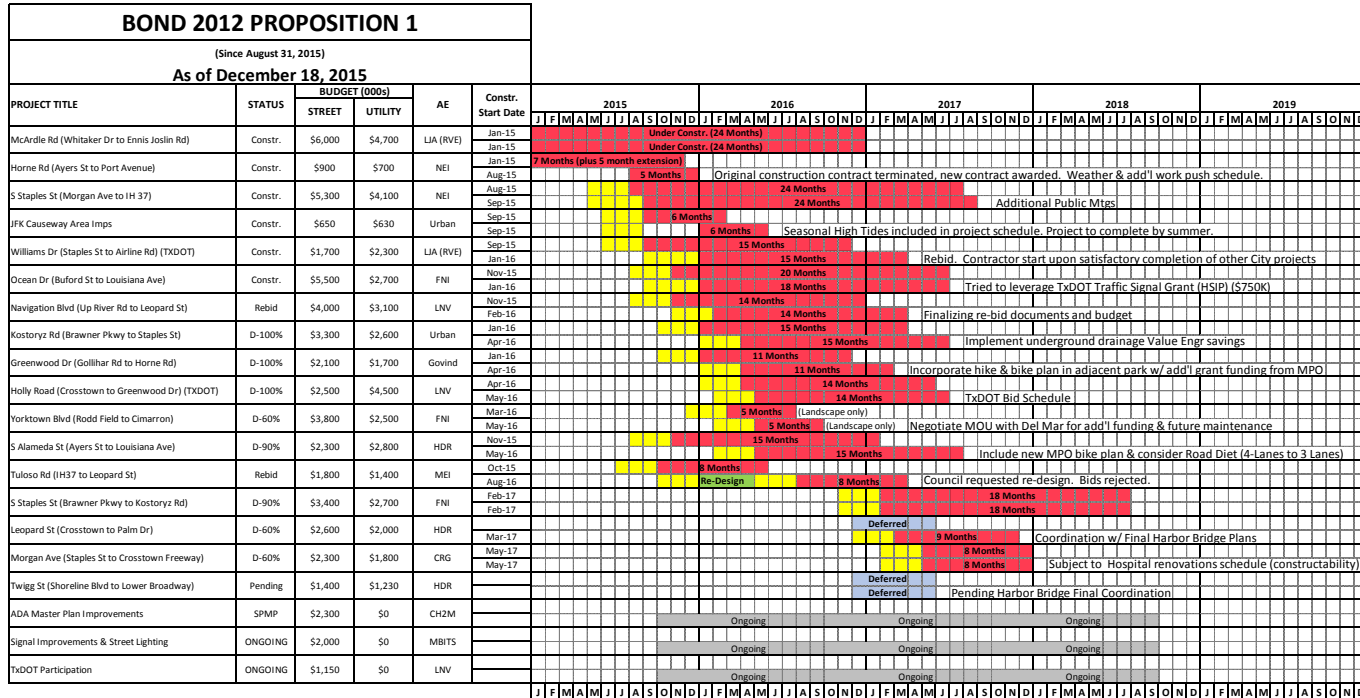 BOND 2012 PROPOSITION 1
(Since August 31, 2015)
As of December 18, 2015
PROJECT TITLE STATUS BUDGET (000s) STREET UTILITY AE Constr. Start Date 2015 2016 2017 2018 2019
J F M A M J J A S O N D J F M A M J J A S O N D J F M A M J J A S O N D J F M A M J J A S O N D J F M A M J J A S O N D
McArdle Rd (Whitaker Dr to Ennis Joslin Rd) Constr. $6,000 $4,700 LJA (RVE)
Jan-15 Under Constr. (24 Months)
Jan-15 Under Constr. (24 Months)
Horne Rd (Ayers St to Port Avenue) Constr. $900 $700 NEI
Jan-15 7 Months (plus 5 month extension)
Aug-15 5 Months Original construction contract terminated, new contract awarded. Weather & add'l work push schedule.
S Staples St (Morgan Ave to IH 37) Constr. $5,300 $4,100 NEI
Aug-15 24 Months
Sep-15 24 Months Additional Public Mtgs
JFK Causeway Area Imps Constr. $650 $630 Urban
Sep-15 6 Months
Sep-15 6 Months Seasonal High Tides included in project schedule. Project to complete by summer.
Williams Dr (Staples St to Airline Rd) (TXDOT) Constr. $1,700 $2,300 LJA (RVE)
Sep-15 15 Months
Jan-16 15 Months Rebid. Contractor start upon satisfactory completion of other City projects
Ocean Dr (Buford St to Louisiana Ave) Constr. $5,500 $2,700 FNI
Nov-15 20 Months
Jan-16 18 Months Tried to leverage TxDOT Traffic Signal Grant (HSIP) ($750K)
Navigation Blvd (Up River Rd to Leopard St) Rebid $4,000 $3,100 LNV
Nov-15 14 Months
Feb-16 14 Months Finalizing re-bid documents and budget
Kostoryz Rd (Brawner Pkwy to Staples St) D-100% $3,300 $2,600 Urban
Jan-16 15 Months
Apr-16 15 Months Implement underground drainage Value Engr savings
Greenwood Dr (Gollihar Rd to Horne Rd) D-100% $2,100 $1,700 Govind
Jan-16 11 Months
Apr-16 11 Months Incorporate hike & bike plan in adjacent park w/ add'l grant funding from MPO
Holly Road (Crosstown to Greenwood Dr) (TXDOT) D-100% $2,500 $4,500 LNV
Apr-16 14 Months
May-16 14 Months TxDOT Bid Schedule
Yorktown Blvd (Rodd Field to Cimarron) D-60% $3,800 $2,500 FNI
Mar-16 5 Months (Landscape only)
May-16 5 Months (Landscape only) Negotiate MOU with Del Mar for add'l funding & future maintenance
S Alameda St (Ayers St to Louisiana Ave) D-90% $2,300 $2,800 HDR
Nov-15 15 Months
May-16 15 Months Include new MPO bike plan & consider Road Diet (4-Lanes to 3 Lanes)
Tuloso Rd (IH37 to Leopard St) Rebid $1,800 $1,400 MEI
Oct-15 8 Months
Aug-16 Re-Design 8 Months Council requested re-design. Bids rejected.
S Staples St (Brawner Pkwy to Kostoryz Rd) D-90% $3,400 $2,700 FNI
Feb-17 18 Months
Feb-17 18 Months
Leopard St (Crosstown to Palm Dr) D-60% $2,600 $2,000 HDR
Deferred
Mar-17 9 Months Coordination w/ Final Harbor Bridge Plans
Morgan Ave (Staples St to Crosstown Freeway) D-60% $2,300 $1,800 CRG
May-17 8 Months
May-17 8 Months Subject to Hospital renovations schedule (constructability)
Twigg St (Shoreline Blvd to Lower Broadway) Pending $1,400 $1,230 HDR
Deferred
Deferred Pending Harbor Bridge Final Coordination
ADA Master Plan Improvements SPMP $2,300 $0 CH2M
Ongoing Ongoing Ongoing
Signal Improvements & Street Lighting ONGOING $2,000 $0 MBITS
Ongoing Ongoing Ongoing
TxDOT Participation ONGOING $1,150 $0 LNV
Ongoing Ongoing Ongoing
J F M A M J J A S O N D J F M A M J J A S O N D J F M A M J J A S O N D J F M A M J J A S O N D J F M A M J J A S O N D